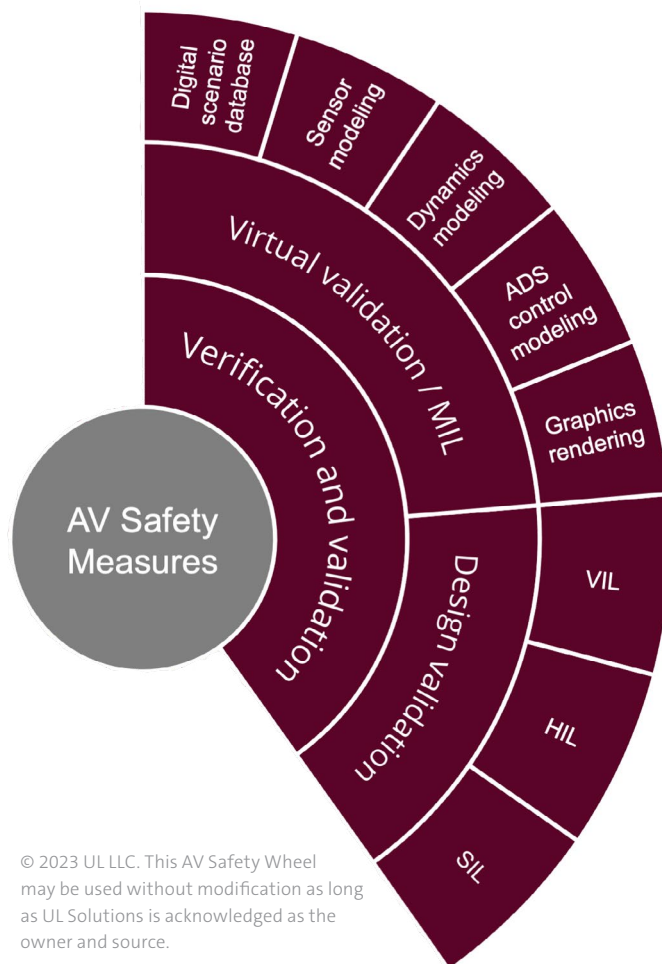 Digital
scenario
database
Sensor
modeling
Dynamics
modeling
ADS
control
modeling
Graphics
rendering
Virtual validation / MIL
Verification and validation
AV Safety
Measures
Design validation
VIL
HIL
SIL
© 2023 UL LLC. This AV Safety Wheel
may be used without modification as long
as UL Solutions is acknowledged as the
owner and source.